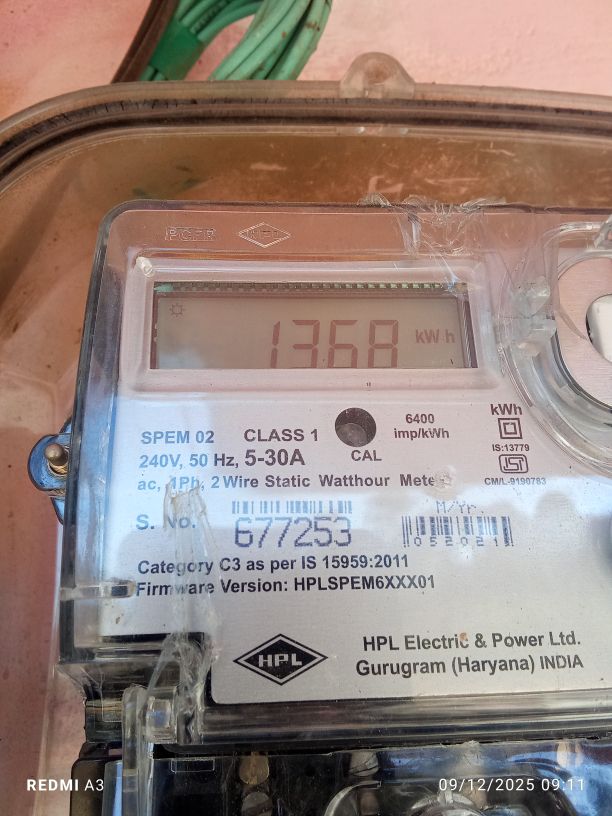 HPL
1368 kWh
6400
imp/kWh
kWh
IS:13779
CM/L-9190783
SPEM 02 CLASS 1
240V, 50 Hz, 5-30A
CAL
ac, 1Ph, 2 Wire Static Watthour Meter
S. No. 677253
M/Yr.
052021
Category C3 as per IS 15959:2011
Firmware Version: HPLSPEM6XXX01
HPL
HPL Electric & Power Ltd.
Gurugram (Haryana) INDIA
REDMI A3
09/12/2025 09:11